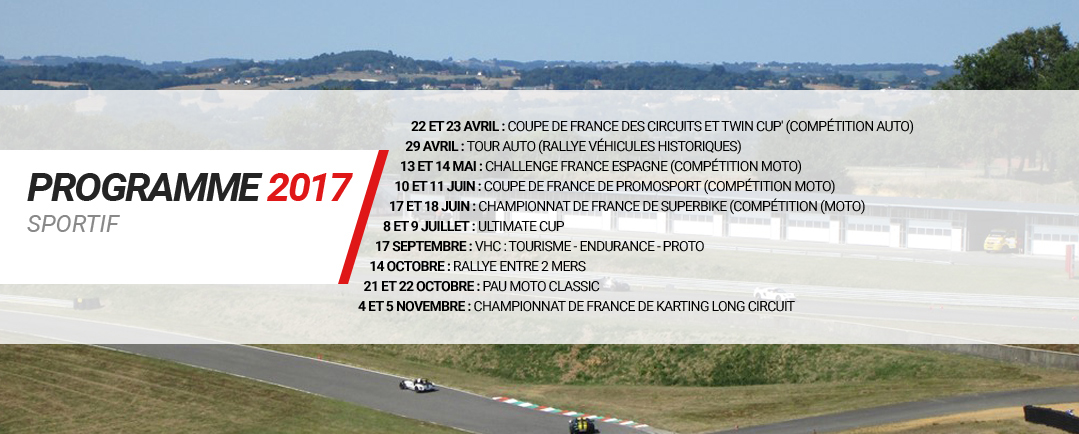 PROGRAMME 2017
SPORTIF
22 ET 23 AVRIL : COUPE DE FRANCE DES CIRCUITS ET TWIN CUP' (COMPÉTITION AUTO)
29 AVRIL : TOUR AUTO (RALLYE VÉHICULES HISTORIQUES)
13 ET 14 MAI : CHALLENGE FRANCE ESPAGNE (COMPÉTITION MOTO)
10 ET 11 JUIN : COUPE DE FRANCE DE PROMOSPORT (COMPÉTITION MOTO)
17 ET 18 JUIN : CHAMPIONNAT DE FRANCE DE SUPERBIKE (COMPÉTITION (MOTO)
8 ET 9 JUILLET : ULTIMATE CUP
17 SEPTEMBRE : VHC : TOURISME - ENDURANCE - PROTO
14 OCTOBRE : RALLYE ENTRE 2 MERS
21 ET 22 OCTOBRE : PAU MOTO CLASSIC
4 ET 5 NOVEMBRE : CHAMPIONNAT DE FRANCE DE KARTING LONG CIRCUIT